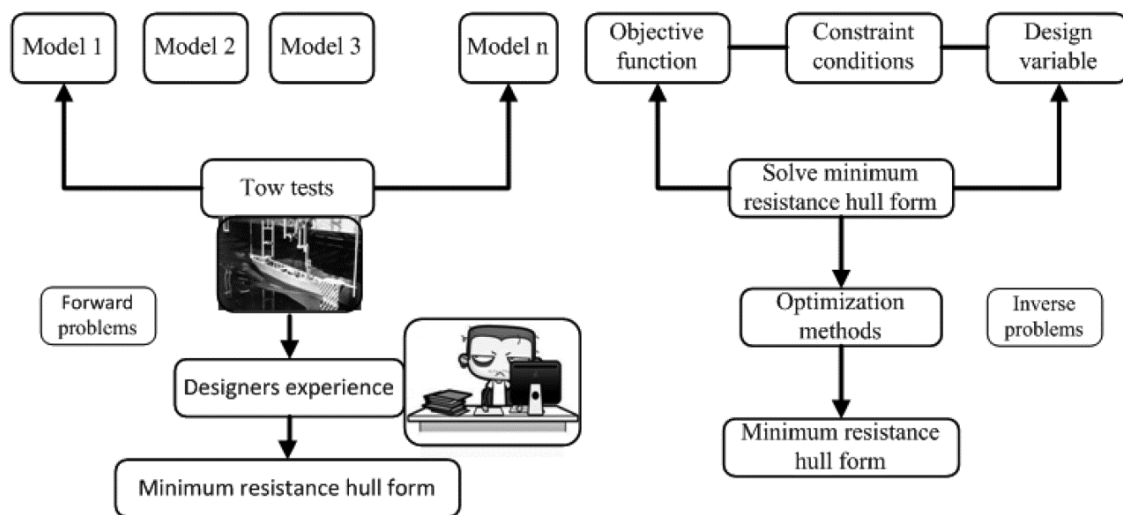 Model 1
Model 2
Model 3
Model n
Tow tests
Forward
problems
Designers experience
Minimum resistance hull form
Objective
function
Constraint
conditions
Design
variable
Solve minimum
resistance hull form
Optimization
methods
Inverse
problems
Minimum resistance
hull form